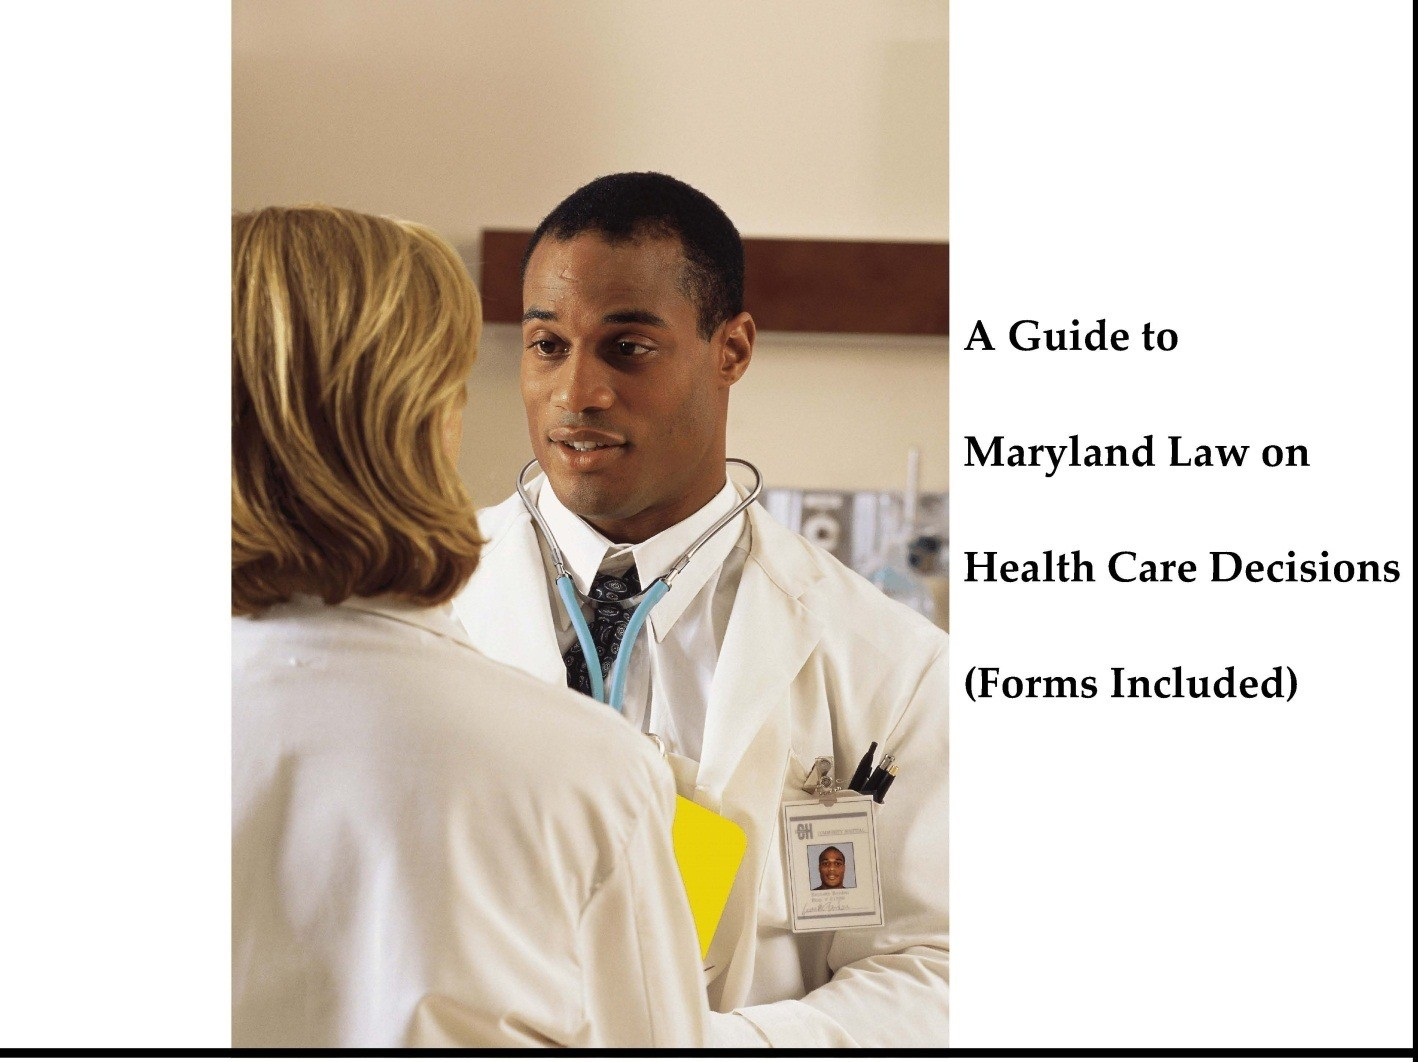 A Guide to
Maryland Law on
Health Care Decisions
(Forms Included)